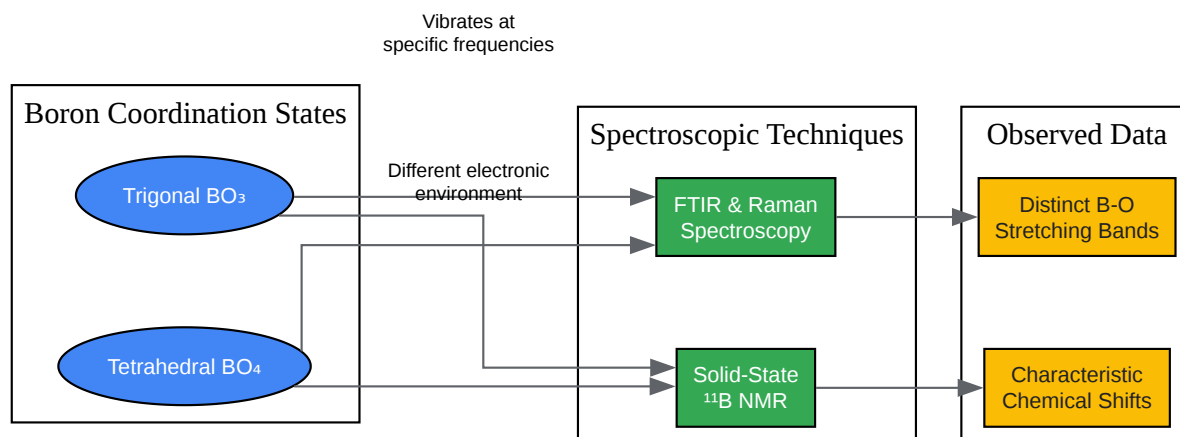 Vibrates at
specific frequencies
Boron Coordination States
Spectroscopic Techniques
Observed Data
Trigonal BO₃
Different electronic
environment
FTIR & Raman
Spectroscopy
Distinct B-O
Stretching Bands
Tetrahedral BO₄
Solid-State
¹¹B NMR
Characteristic
Chemical Shifts